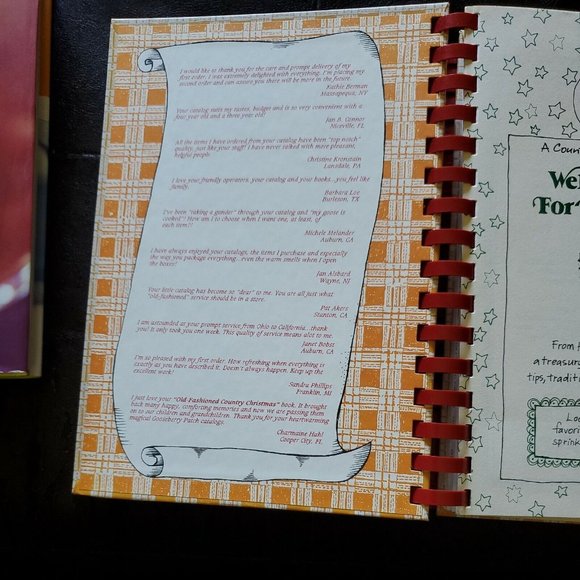 I would like to thank you for the care and prompt delivery of my
first order. I was extremely delighted with everything. I'm placing my
second order and can assure you there will be more in the future.
Kathie Berman
Massapequa, NY
Your catalog suits my tastes, budget and is so very convenient with a
four year old and a three year old!
Jan B. Connor
Niceville, FL
All the items I have ordered from your catalog have been "top notch"
quality, just like your staff! I have never talked with more pleasant,
helpful people.
Christine Kronstain
Lansdale, PA
I love your friendly operators, your catalog and your books...you feel like
family.
Barbara Lee
Burleson, TX
I've been "taking a gander" through your catalog and "my goose is
cooked"! How am I to choose when I want one, at least, of
each item?!
Michele Melander
Auburn, CA
I have always enjoyed your catalogs, the items I purchase and especially
the way you package everything...even the warm smells when I open
the boxes!
Jan Alsbard
Wayne, NJ
Your little catalog has become so "dear" to me. You are all just what
"old-fashioned" service should be in a store.
Pat Akers
Stanton, CA
I am astounded at your prompt service from Ohio to California...thank
you! It only took you one week. This quality of service means alot to me.
Janet Bobst
Auburn, CA
I'm so pleased with my first order. How refreshing when everything is
exactly as you have described it. Doesn't always happen. Keep up the
excellent work!
Sandra Phillips
Franklin, MI
I just love your "Old Fashioned Country Christmas" book. It brought
back many happy, comforting memories and now we are passing them
on to our children and grandchildren. Thank you for your heartwarming
magical Gooseberry Patch catalogs.
Charmaine Hahl
Cooper City, FL
A Coun
We
For
From f
a treasur
tips, traditi
Lo
favori
sprink